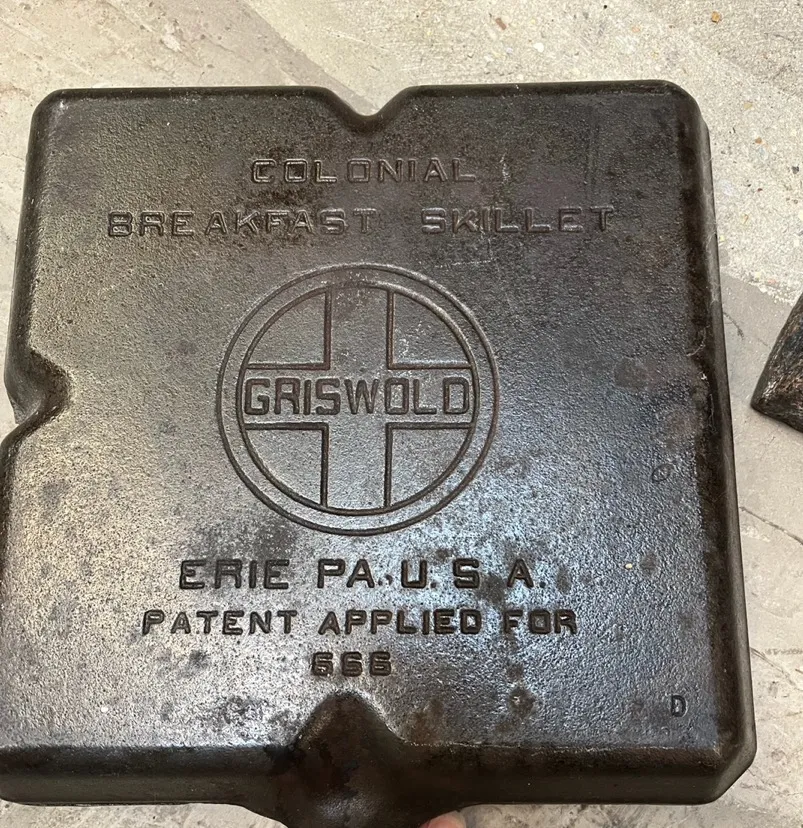 COLONIAL
BREAKFAST SKILLET
GRISWOLD
ERIE PA. U.S.A.
PATENT APPLIED FOR
666
D